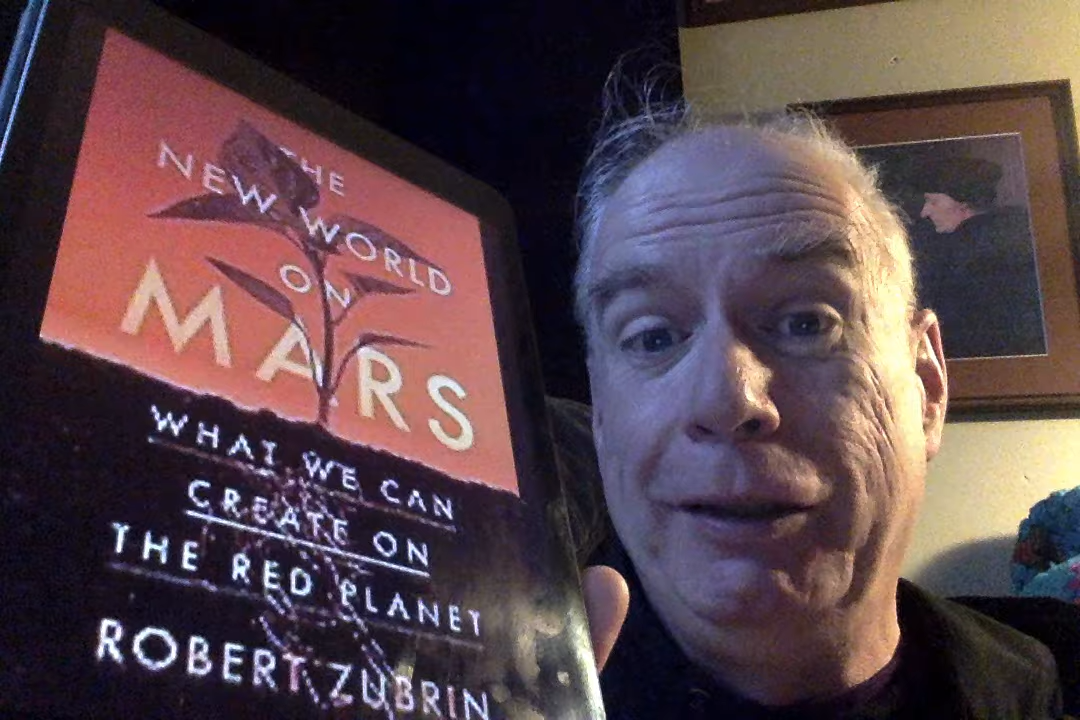 THE
NEW WORLD
ON
MARS
WHAT WE CAN
CREATE ON
THE RED PLANET
ROBERT ZUBRIN